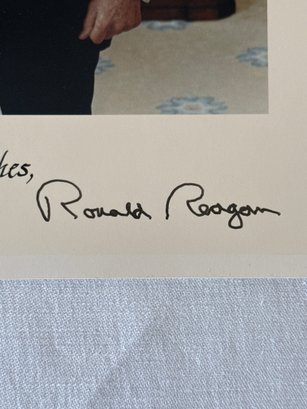 hes,
Ronald Reagan